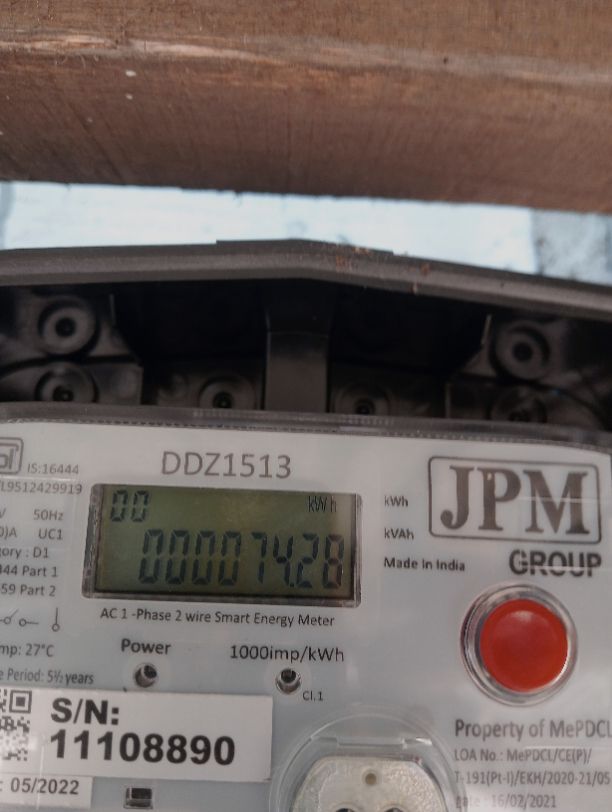 IS:16444
L9512429919
DDZ1513
JPM
GROUP
50Hz
UC1
ory : D1
444 Part 1
59 Part 2
00
kWh
00007428
kWh
kVAh
Made in India
AC 1 -Phase 2 wire Smart Energy Meter
mp: 27°C
e Period: 5½ years
Power
1000imp/kWh
Cl.1
S/N:
11108890
: 05/2022
Property of MePDCL
LOA No.: MePDCL/CE(P)/
T-191(Pt-I)/EKH/2020-21/05
date : 16/02/2021